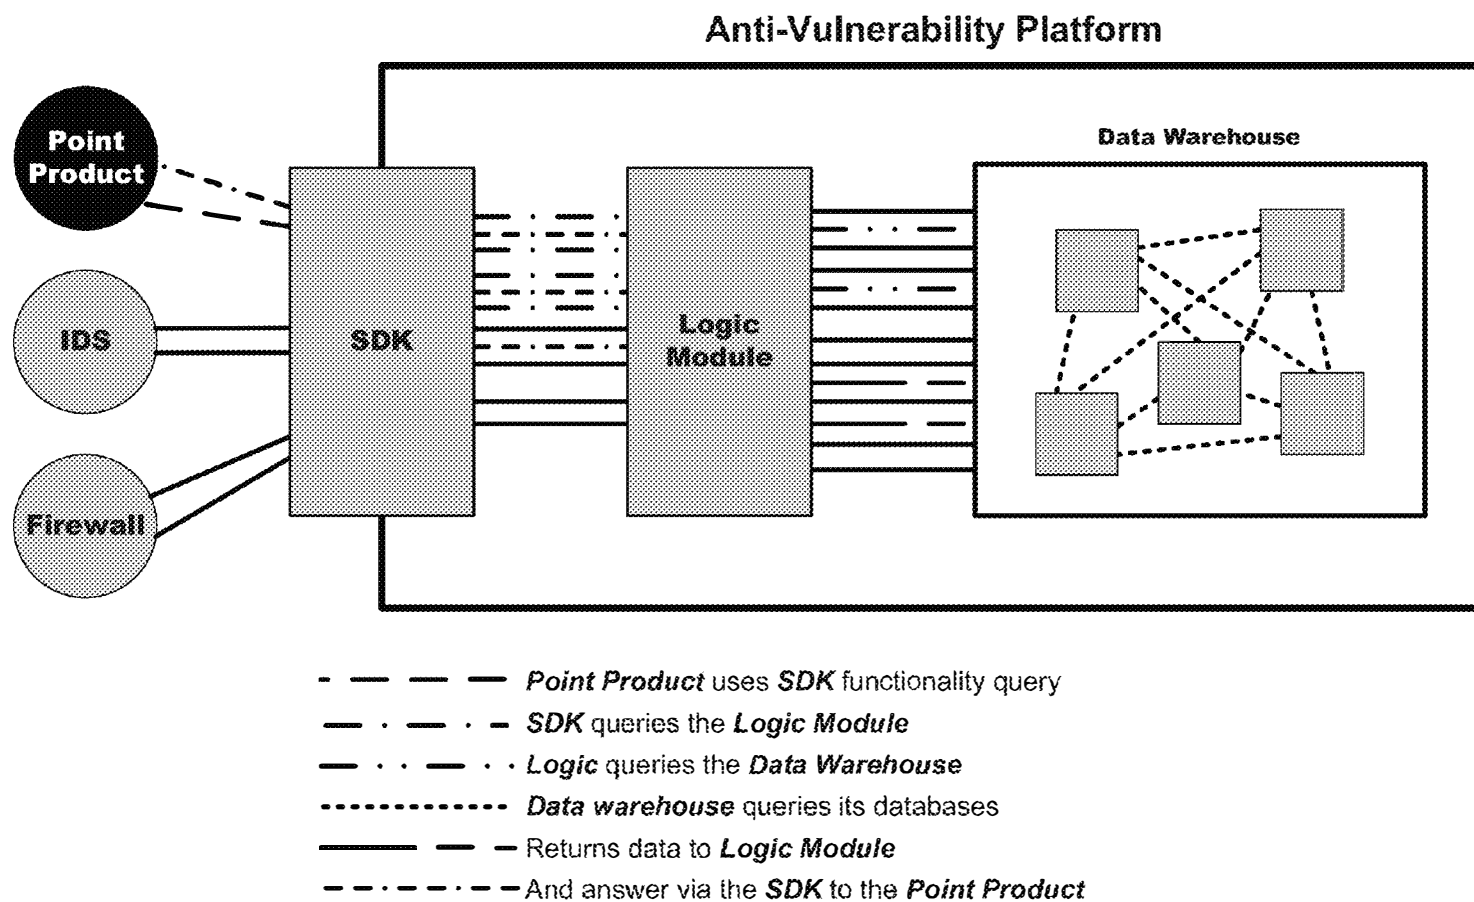 Anti-Vulnerability Platform
Point
Product
IDS
Firewall
SDK
Logic
Module
Data Warehouse
Point Product uses SDK functionality query
SDK queries the Logic Module
Logic queries the Data Warehouse
Data warehouse queries its databases
Returns data to Logic Module
And answer via the SDK to the Point Product